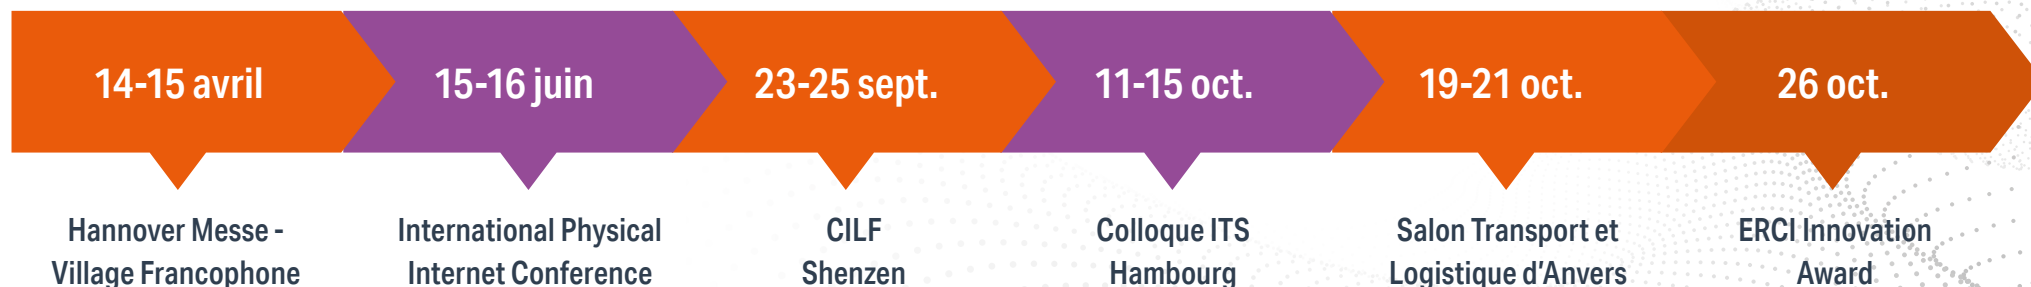 14-15 avril
15-16 juin
23-25 sept.
11-15 oct.
19-21 oct.
26 oct.
Hannover Messe -
Village Francophone
International Physical
Internet Conference
CILF
Shenzen
Colloque ITS
Hambourg
Salon Transport et
Logistique d'Anvers
ERCI Innovation
Award